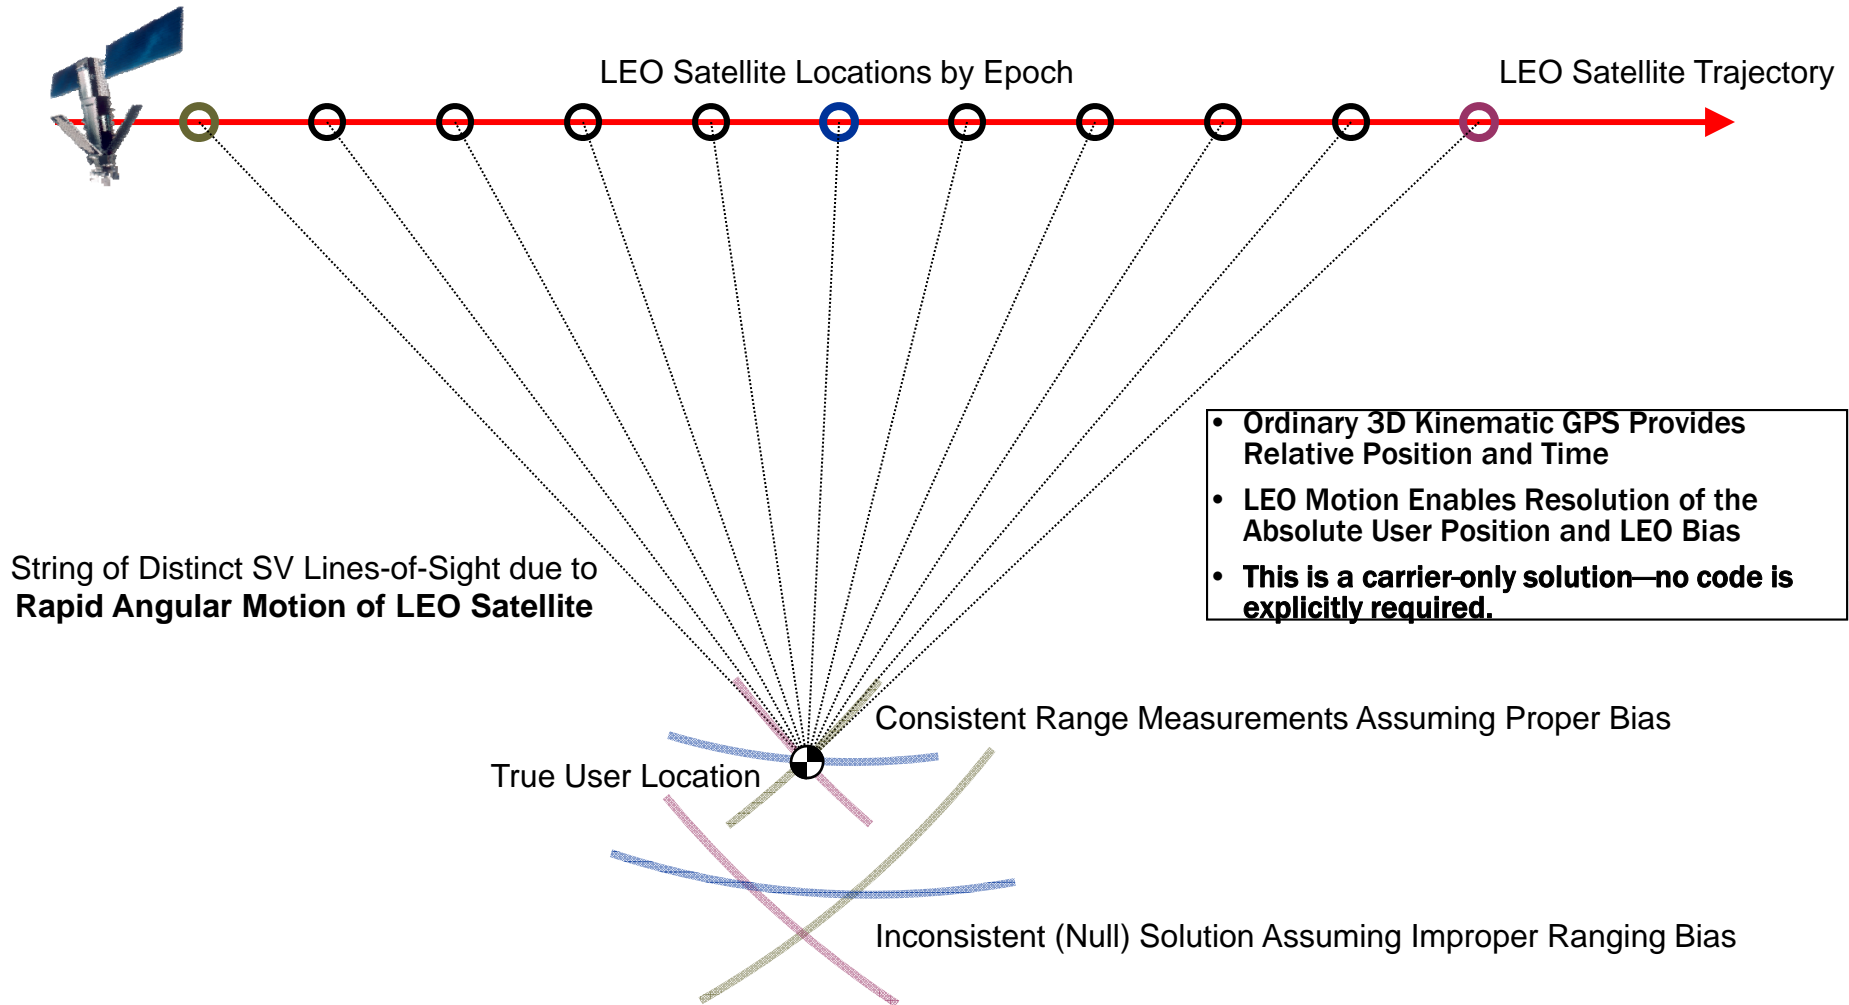 LEO Satellite Locations by Epoch
LEO Satellite Trajectory
• Ordinary 3D Kinematic GPS Provides
Relative Position and Time
• LEO Motion Enables Resolution of the
Absolute User Position and LEO Bias
• This is a carrier-only solution—no code is
explicitly required.
String of Distinct SV Lines-of-Sight due to
Rapid Angular Motion of LEO Satellite
Consistent Range Measurements Assuming Proper Bias
True User Location
Inconsistent (Null) Solution Assuming Improper Ranging Bias